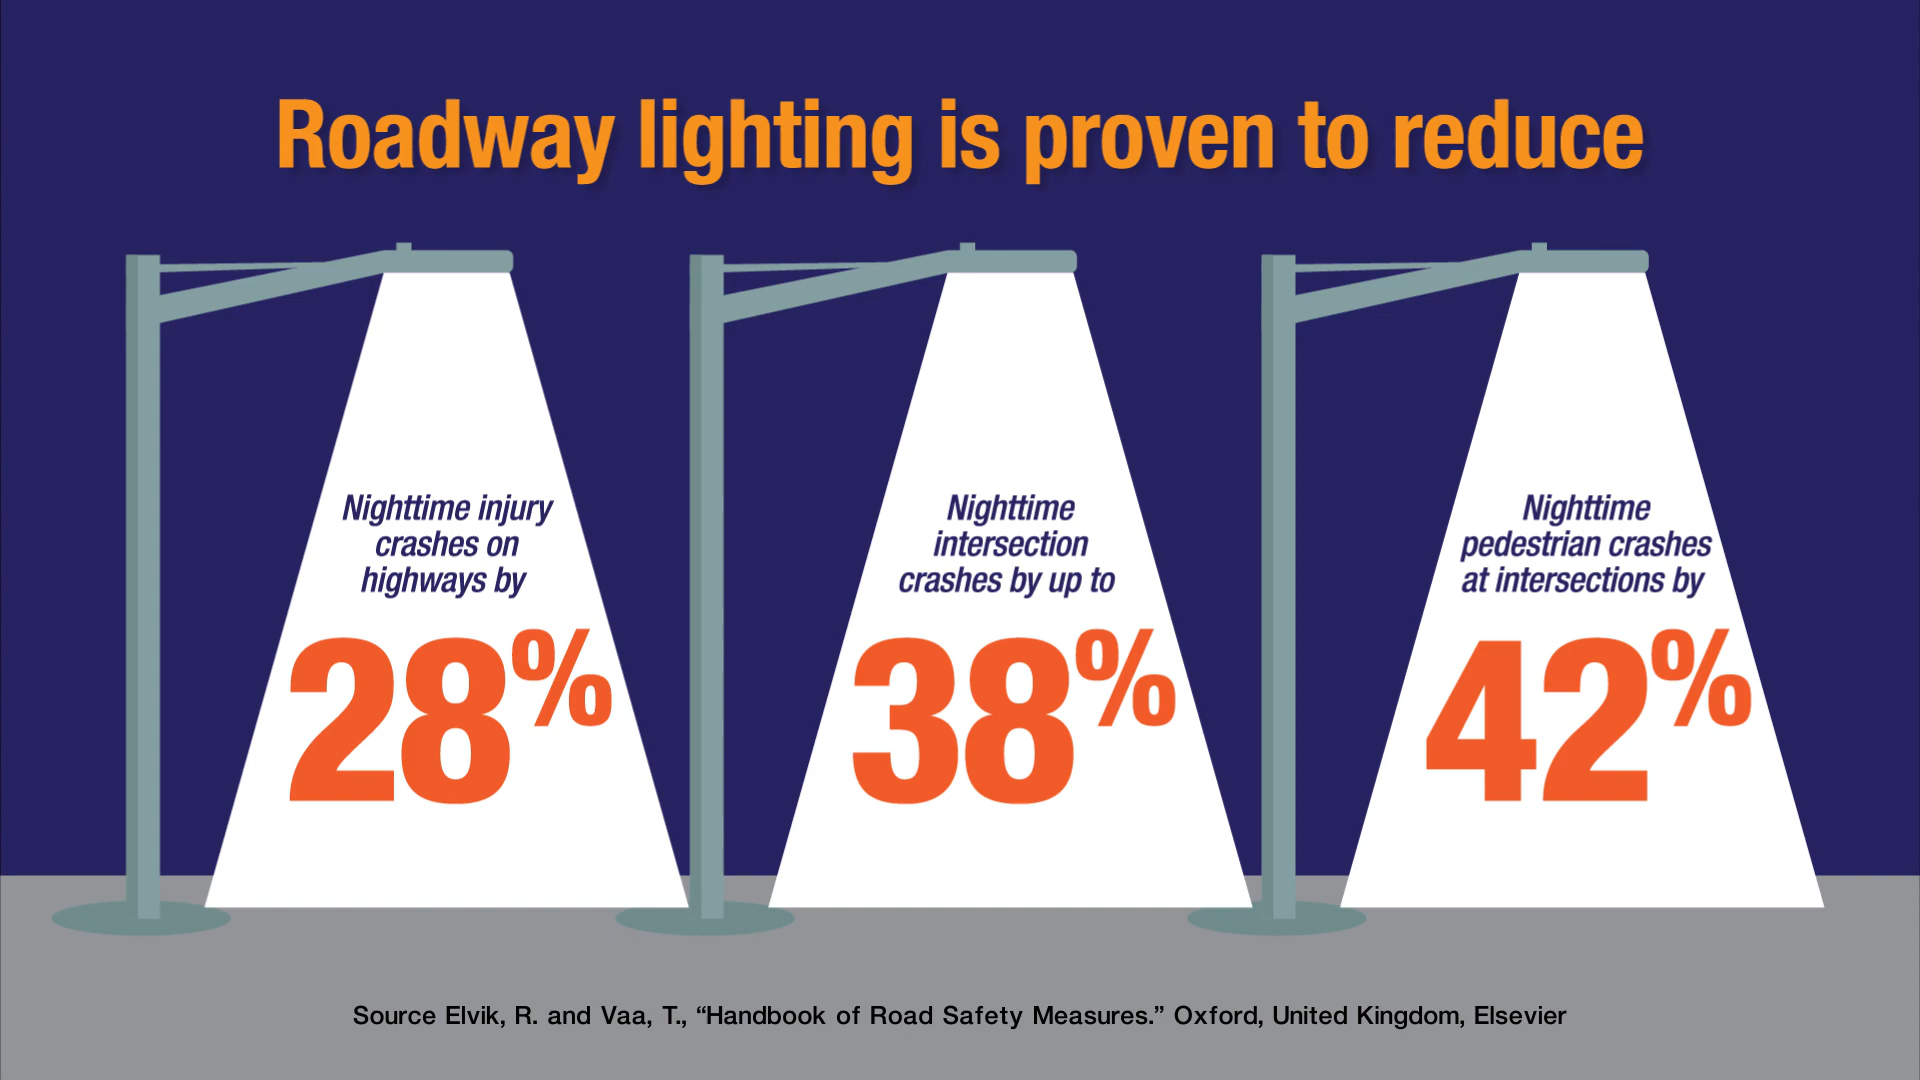 Roadway lighting is proven to reduce
Nighttime injury
crashes on
highways by
28%
Nighttime
intersection
crashes by up to
38%
Nighttime
pedestrian crashes
at intersections by
42%
Source Elvik, R. and Vaa, T., “Handbook of Road Safety Measures.” Oxford, United Kingdom, Elsevier